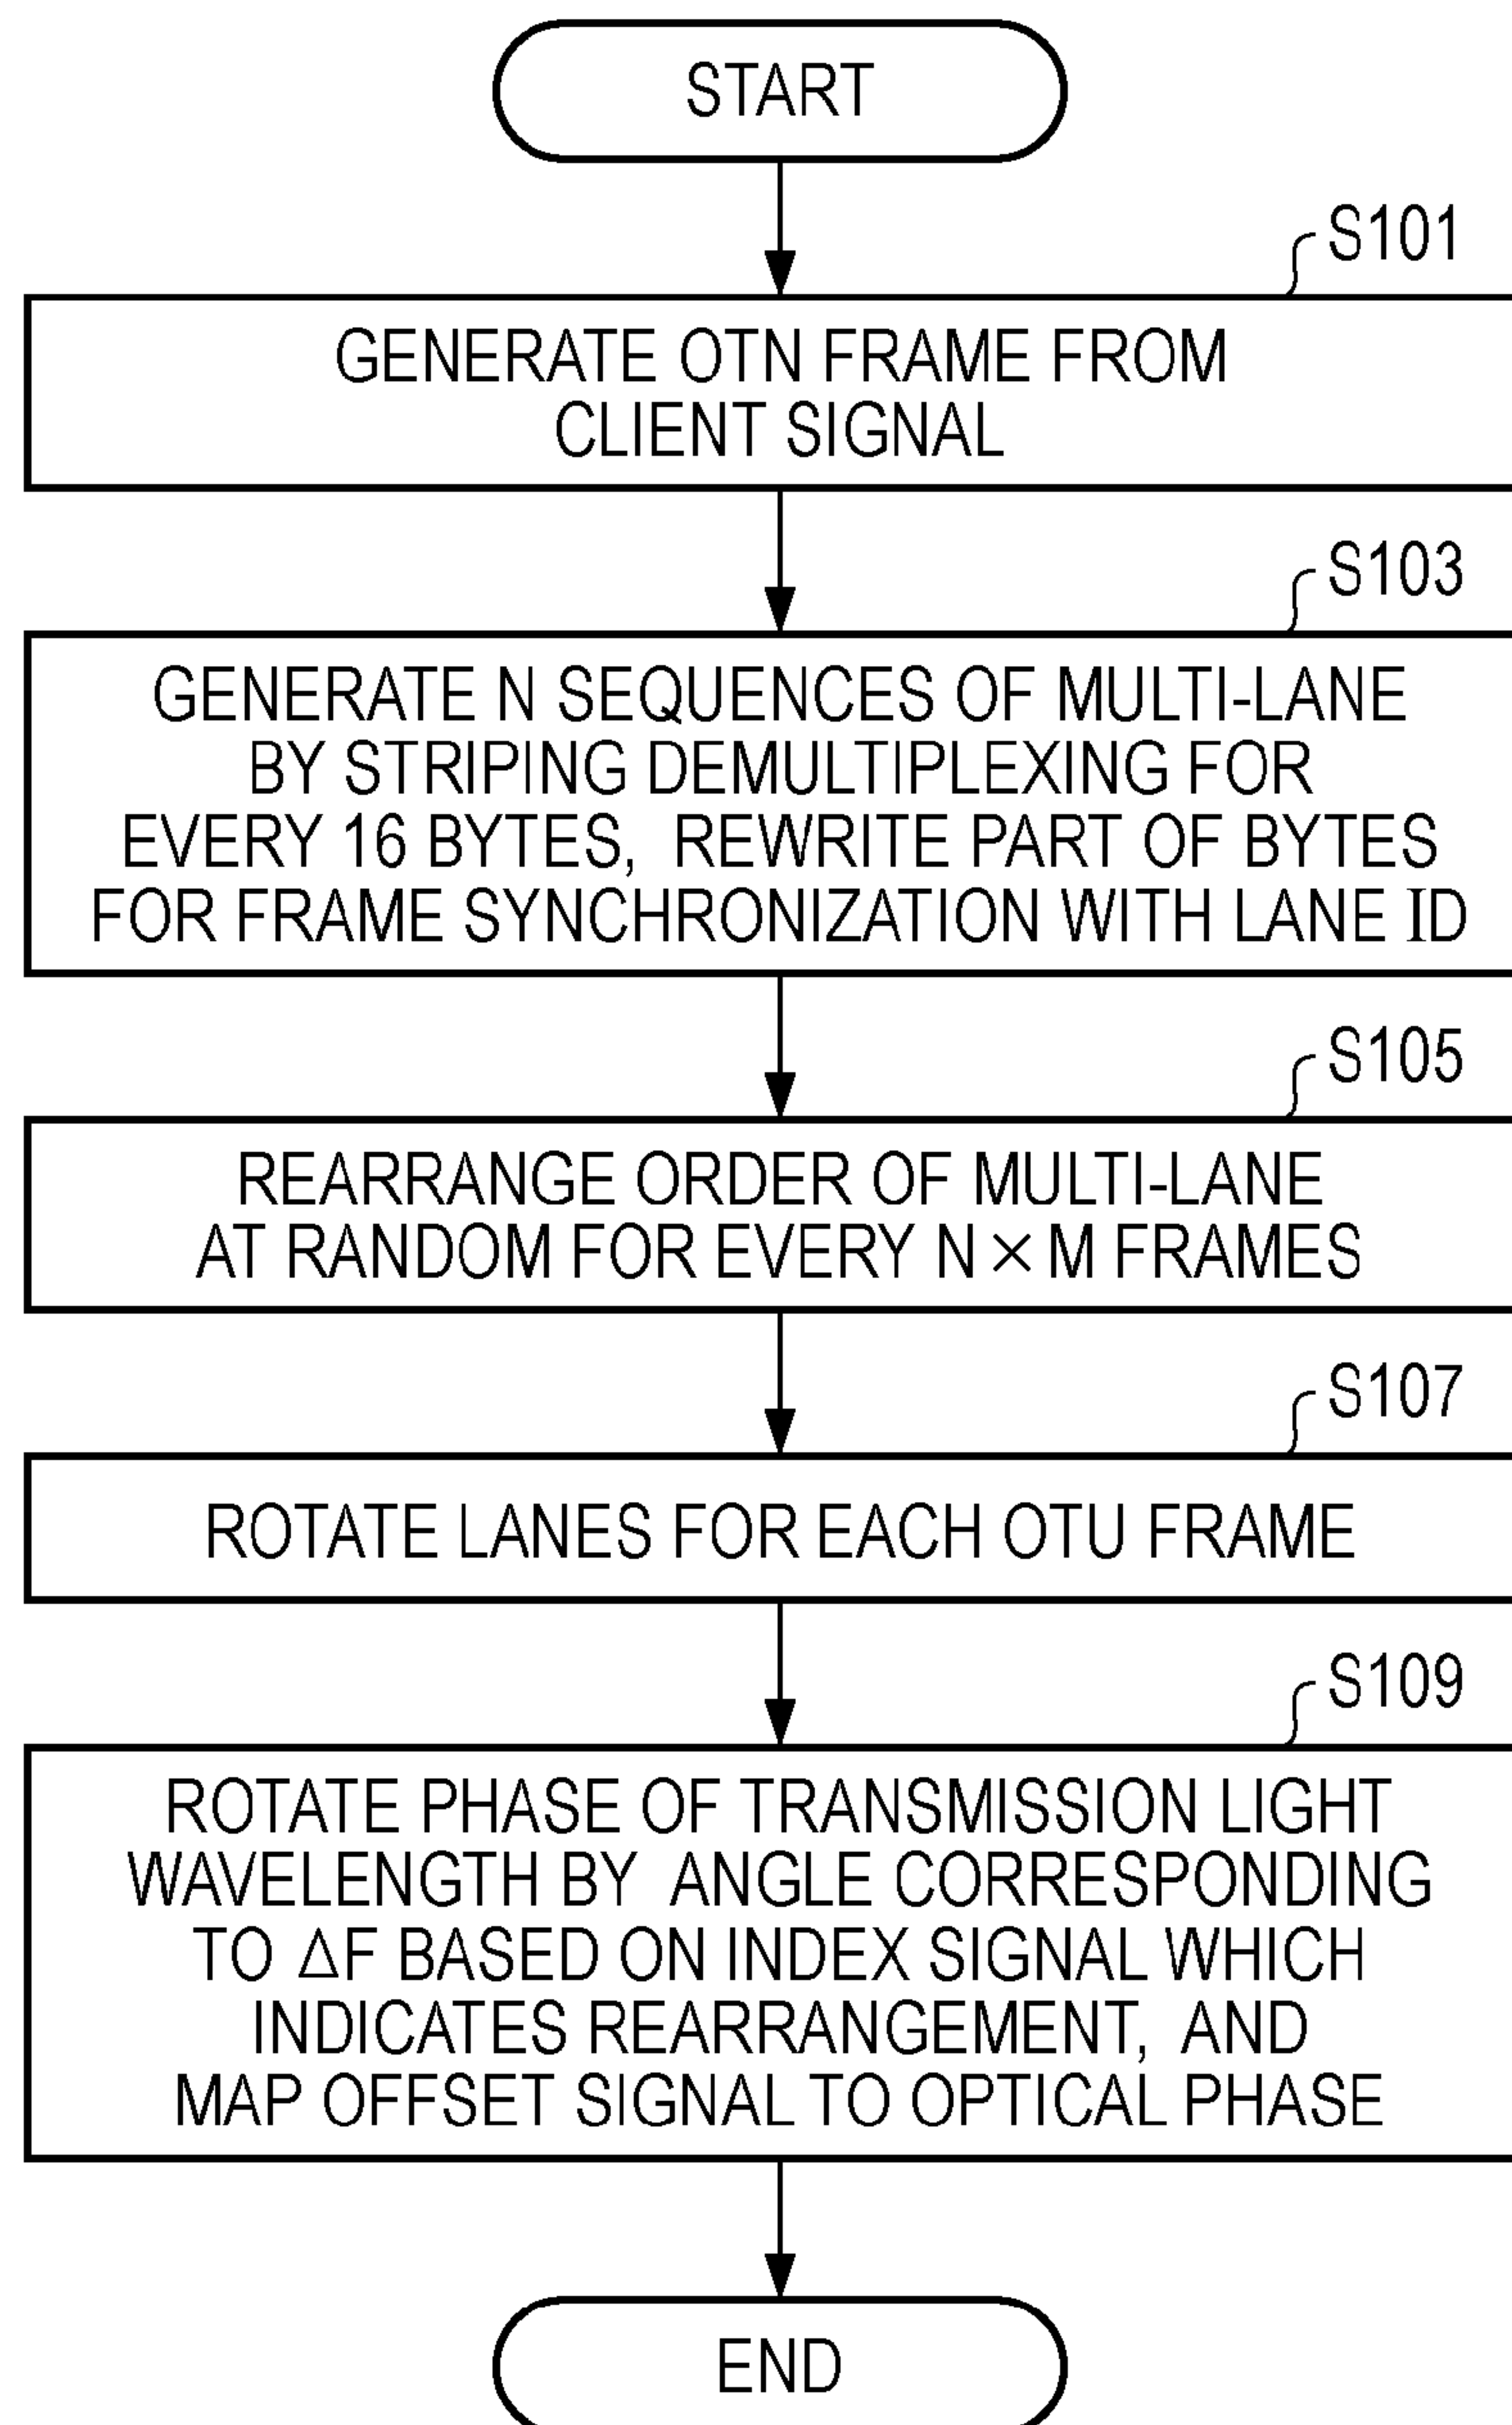 START
S101
GENERATE OTN FRAME FROM
CLIENT SIGNAL
S103
GENERATE N SEQUENCES OF MULTI-LANE
BY STRIPING DEMULTIPLEXING FOR
EVERY 16 BYTES, REWRITE PART OF BYTES
FOR FRAME SYNCHRONIZATION WITH LANE ID
S105
REARRANGE ORDER OF MULTI-LANE
AT RANDOM FOR EVERY N × M FRAMES
S107
ROTATE LANES FOR EACH OTU FRAME
S109
ROTATE PHASE OF TRANSMISSION LIGHT
WAVELENGTH BY ANGLE CORRESPONDING
TO ΔF BASED ON INDEX SIGNAL WHICH
INDICATES REARRANGEMENT, AND
MAP OFFSET SIGNAL TO OPTICAL PHASE
END